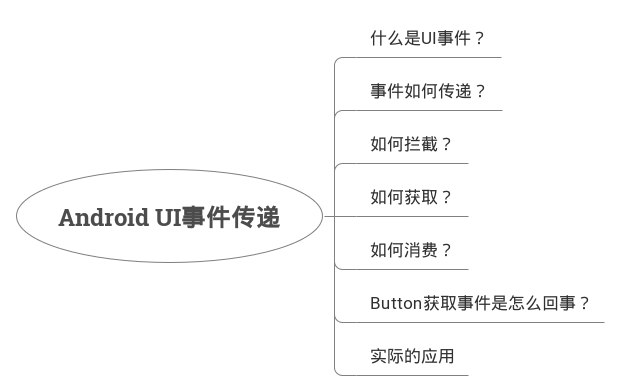 什么是UI事件？
事件如何传递？
如何拦截？
如何获取？
Android UI事件传递
如何消费？
Button获取事件是怎么回事？
实际的应用